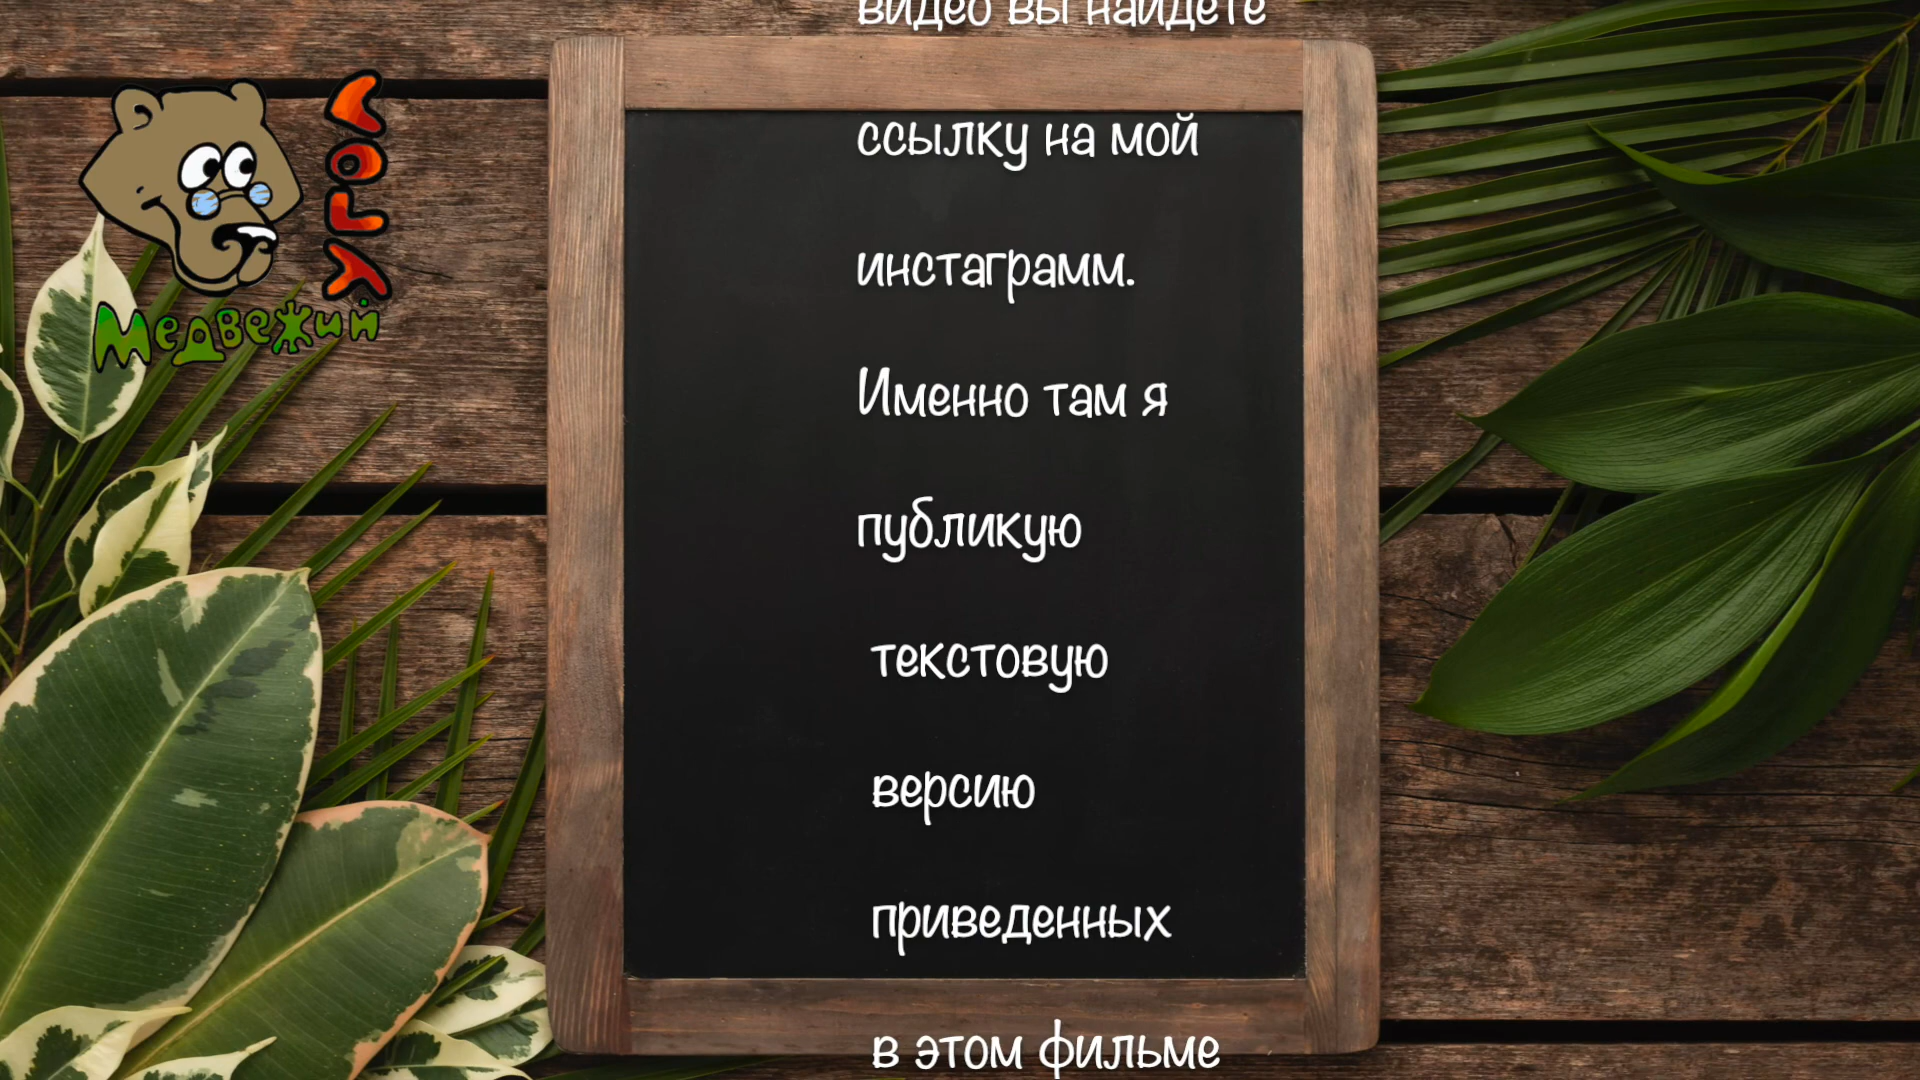 видео вы найдете
ссылку на мой
инстаграмм.
Именно там я
публикую
текстовую
версию
приведенных
в этом фильме
Медвежий
угол